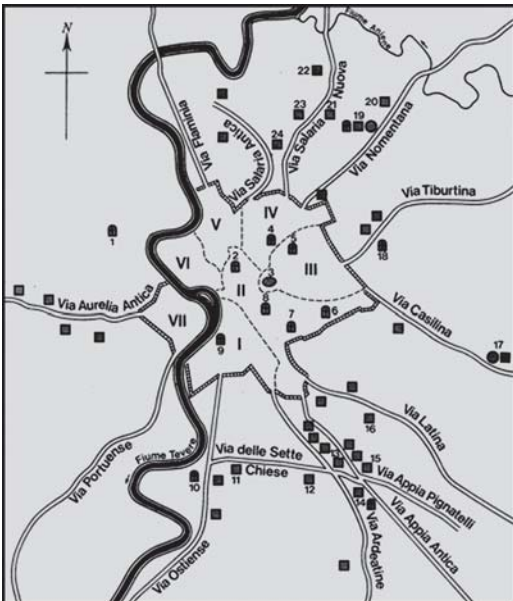 N
Fiume Aniene
22
Nuova
23
21
19
20
24
Via Flaminia
Via Salaria Antica
Via Salaria
Via Nomentana
Via Tiburtina
V
IV
1
4
5
18
2
VI
III
3
II
Via Aurelia Antica
8
7
6
Via Casilina
VII
9
I
17
16
Via Latina
Fiume Tevere
Via Portuense
Via delle Sette
Chiese
13
15
10
11
12
14
Via Appia Pignatelli
Via Appia Antica
Via Ardeatine
Via Ostiense